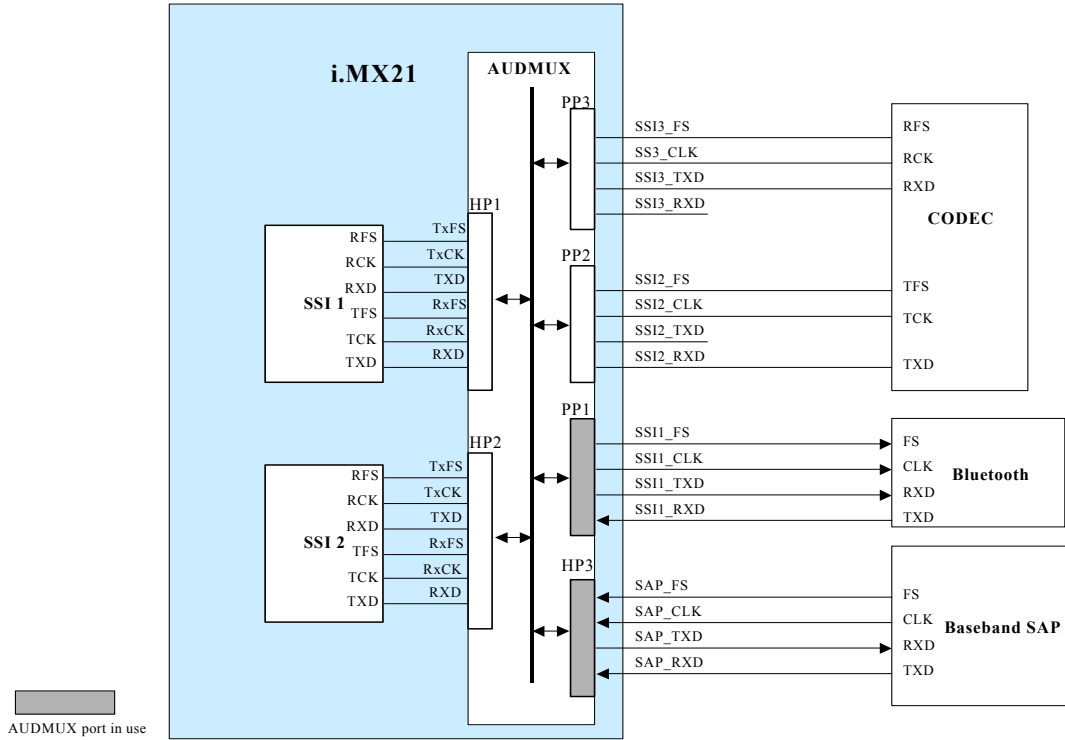 i.MX21
AUDMUX
PP3
SSI3_FS
SS3_CLK
SSI3_TXD
SSI3_RXD
RFS
RCK
RXD
CODEC
HP1
TxFS
TxCK
TXD
RxFS
RxCK
RXD
RFS
RCK
RXD
SSI 1
TFS
TCK
TXD
PP2
SSI2_FS
SSI2_CLK
SSI2_TXD
SSI2_RXD
TFS
TCK
TXD
PP1
SSI1_FS
SSI1_CLK
SSI1_TXD
SSI1_RXD
FS
CLK
RXD
TXD
Bluetooth
HP2
TxFS
TxCK
TXD
RxFS
RxCK
RXD
RFS
RCK
RXD
SSI 2
TFS
TCK
TXD
HP3
SAP_FS
SAP_CLK
SAP_TXD
SAP_RXD
FS
CLK
RXD
TXD
Baseband SAP
AUDMUX port in use